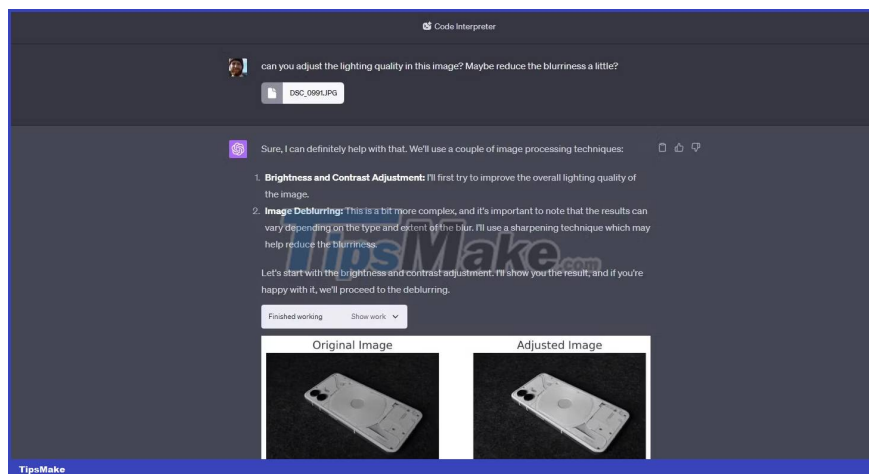 Code Interpreter
can you adjust the lighting quality in this image? Maybe reduce the blurriness a little?
DSC_0991.JPG
Sure, I can definitely help with that. We'll use a couple of image processing techniques:
1. Brightness and Contrast Adjustment: I'll first try to improve the overall lighting quality of
the image.
2. Image Deblurring: This is a bit more complex, and it's important to note that the results can
vary depending on the type and extent of the blur. I'll use a sharpening technique which may
help reduce the blurriness.
TipsMake.com
Let's start with the brightness and contrast adjustment. I'll show you the result, and if you're
happy with it, we'll proceed to the deblurring.
Finished working Show work
Original Image Adjusted Image
TipsMake